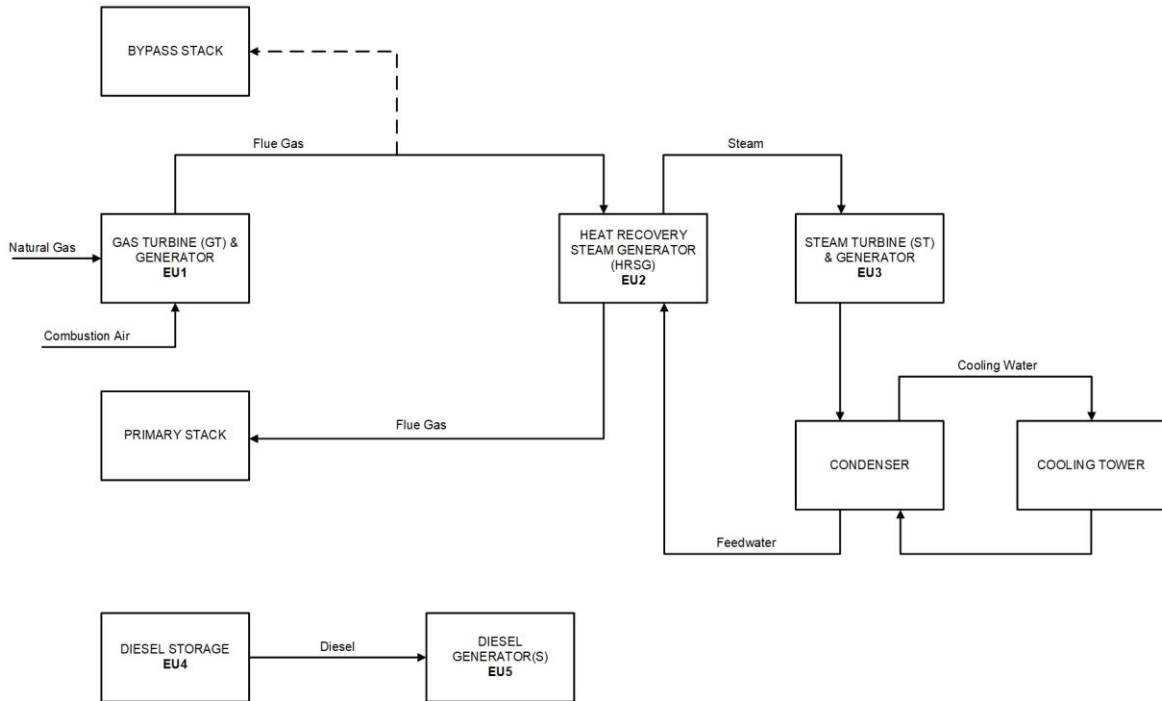 BYPASS STACK
Flue Gas
Steam
Natural Gas
GAS TURBINE (GT) &
GENERATOR
EU1
HEAT RECOVERY
STEAM GENERATOR
(HRSG)
EU2
STEAM TURBINE (ST)
& GENERATOR
EU3
Combustion Air
Cooling Water
PRIMARY STACK
Flue Gas
CONDENSER
COOLING TOWER
Feedwater
DIESEL STORAGE
EU4
Diesel
DIESEL
GENERATOR(S)
EU5